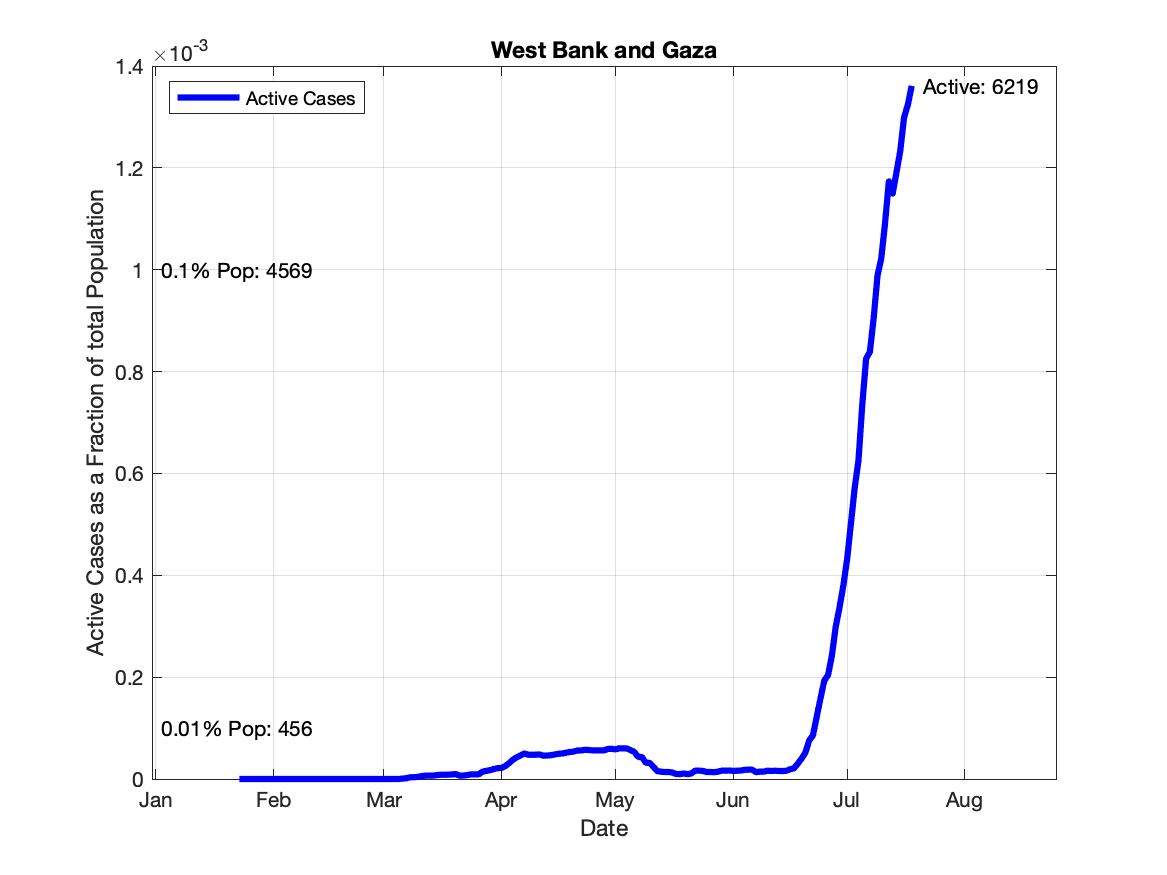 West Bank and Gaza
×10-3
1.4
1.2
1
0.8
0.6
0.4
0.2
0
Active Cases
Active: 6219
0.1% Pop: 4569
0.01% Pop: 456
Active Cases as a Fraction of total Population
Jan Feb Mar Apr May Jun Jul Aug
Date